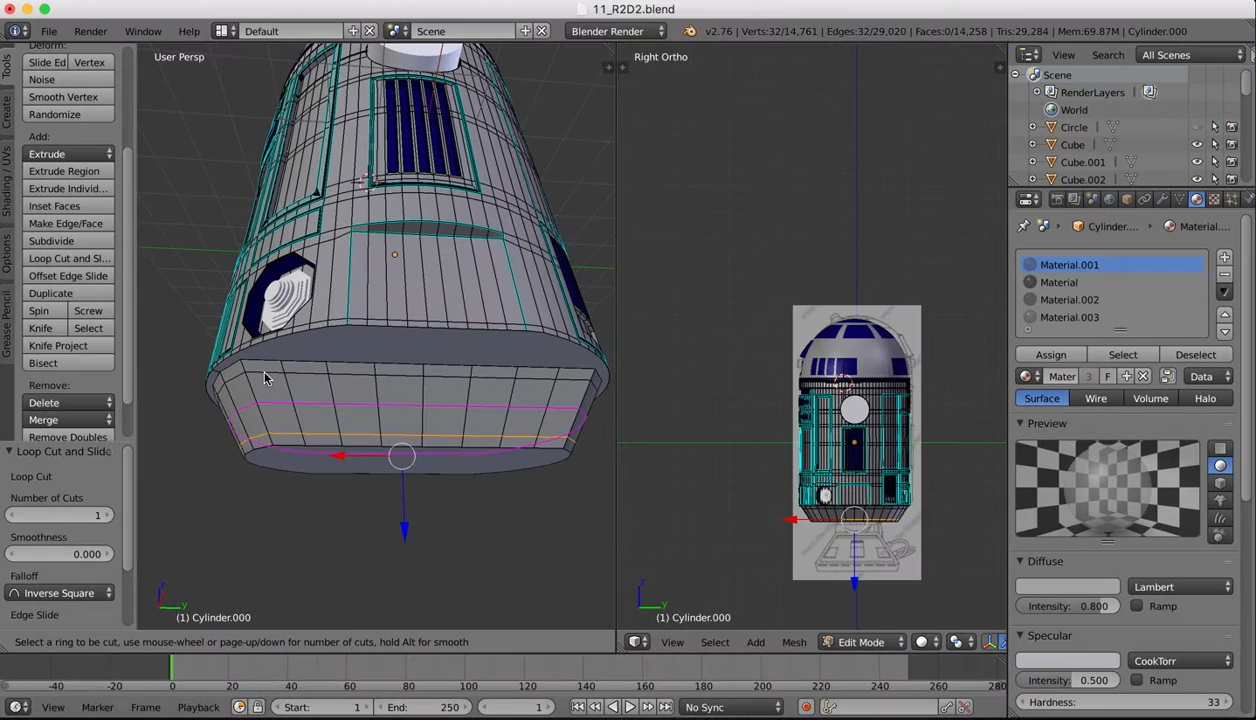 11_R2D2.blend
File Render Window Help Default Scene Blender Render v2.76 | Verts:32/14,761 | Edges:32/29,020 | Faces:0/14,258 | Tris:29,284 | Mem:69.87M | Cylinder.000
Tools
Create
Shading / UVs
Options
Grease Pencil
Deform:
Slide Ed Vertex
Noise
Smooth Vertex
Randomize
Add:
Extrude
Extrude Region
Extrude Individ...
Inset Faces
Make Edge/Face
Subdivide
Loop Cut and Sl...
Offset Edge Slide
Duplicate
Spin Screw
Knife Select
Knife Project
Bisect
Remove:
Delete
Merge
Remove Doubles
Loop Cut and Slide
Loop Cut
Number of Cuts
1
Smoothness
0.000
Falloff
Inverse Square
Edge Slide
User Persp
(1) Cylinder.000
Select a ring to be cut, use mouse-wheel or page-up/down for number of cuts, hold Alt for smooth
Right Ortho
(1) Cylinder.000
View Select Add Mesh Edit Mode
View Search All Scenes
Scene
RenderLayers
World
Circle
Cube
Cube.001
Cube.002
Cylinder.... Material....
Material.001
Material
Material.002
Material.003
Assign Select Deselect
Mater 3 F Data
Surface Wire Volume Halo
Preview
Diffuse
Lambert
Intensity: 0.800 Ramp
Specular
CookTorr
Intensity: 0.500 Ramp
Hardness: 33
-40 -20 0 20 40 60 80 100 120 140 160 180 200 220 240 260 280
View Marker Frame Playback Start: 1 End: 250 1 No Sync